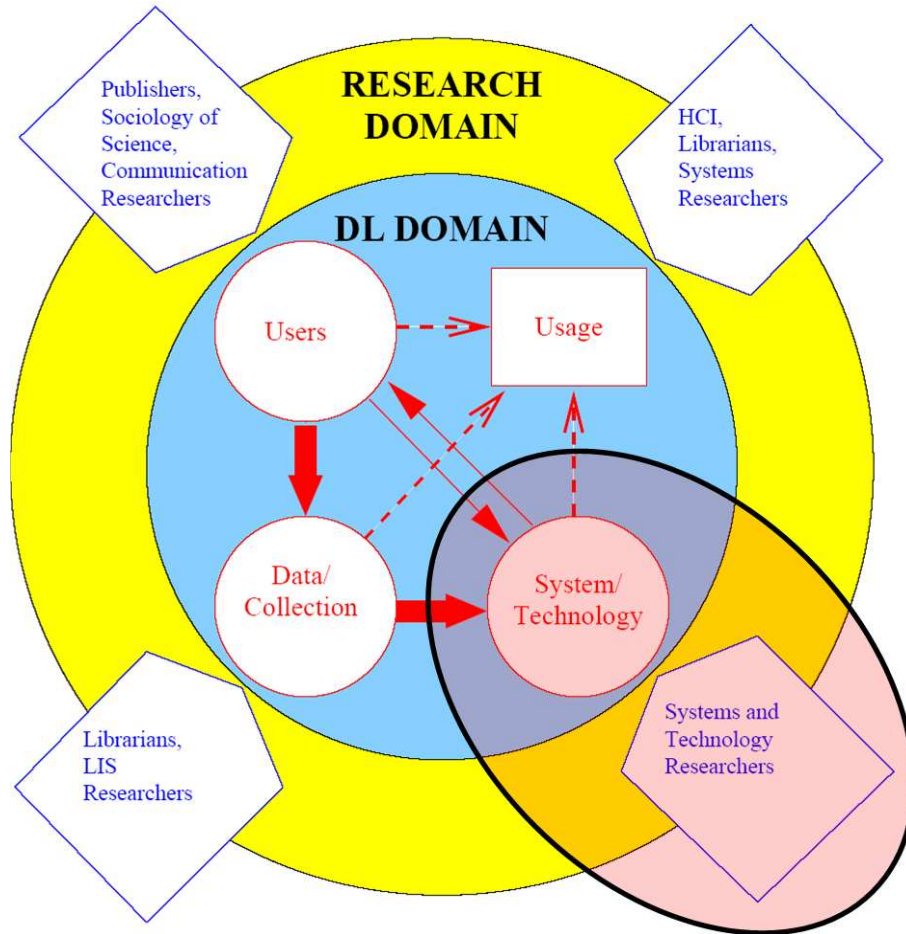 Publishers,
Sociology of
Science,
Communication
Researchers
RESEARCH
DOMAIN
HCI,
Librarians,
Systems
Researchers
DL DOMAIN
Users
Usage
Data/
Collection
System/
Technology
Librarians,
LIS
Researchers
Systems and
Technology
Researchers